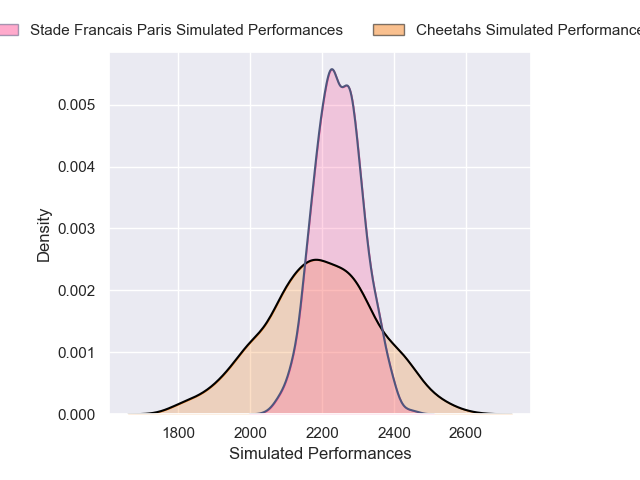 Stade Francais Paris Simulated Performances Cheetahs Simulated Performance
0.005
0.004
0.003
0.002
0.001
0.000
Density
1800 2000 2200 2400 2600
Simulated Performances